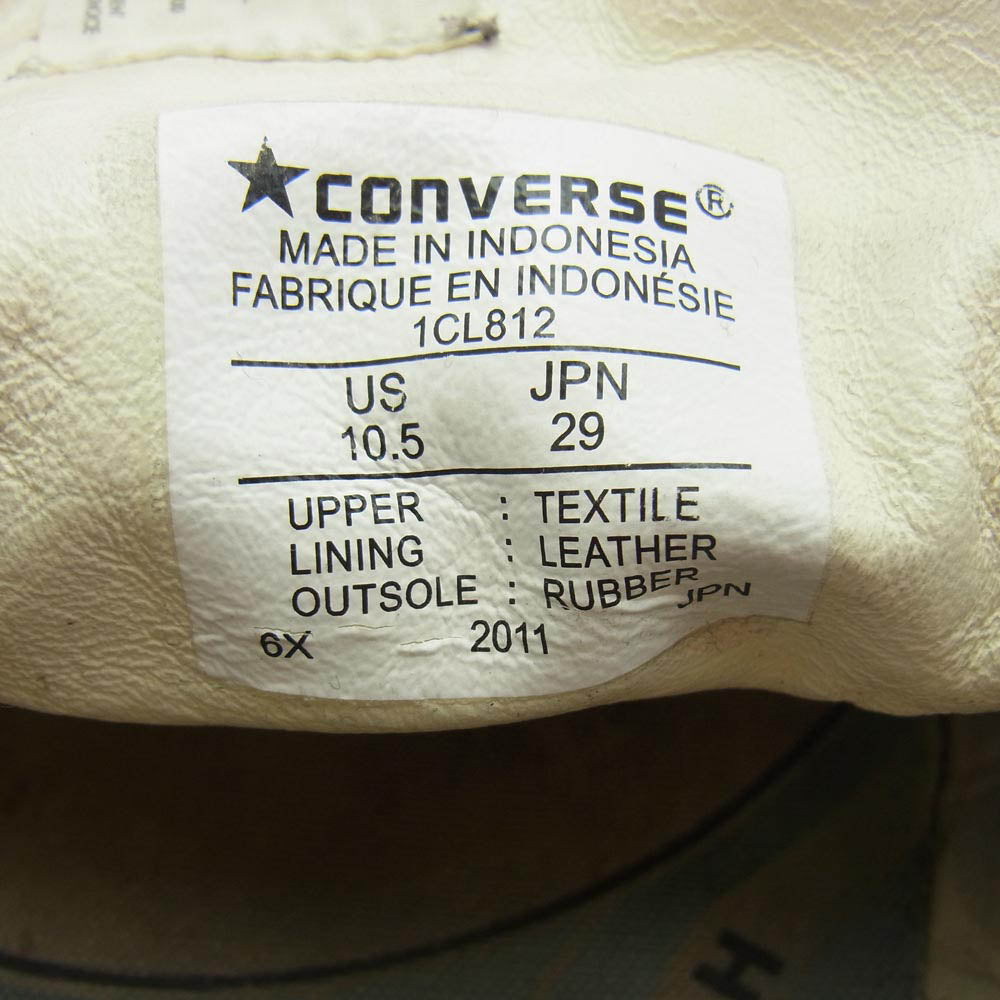 CONVERSE®
MADE IN INDONESIA
FABRIQUE EN INDONÉSIE
1CL812
US JPN
10.5 29
UPPER : TEXTILE
LINING : LEATHER
OUTSOLE : RUBBER
JPN
6X 2011
H